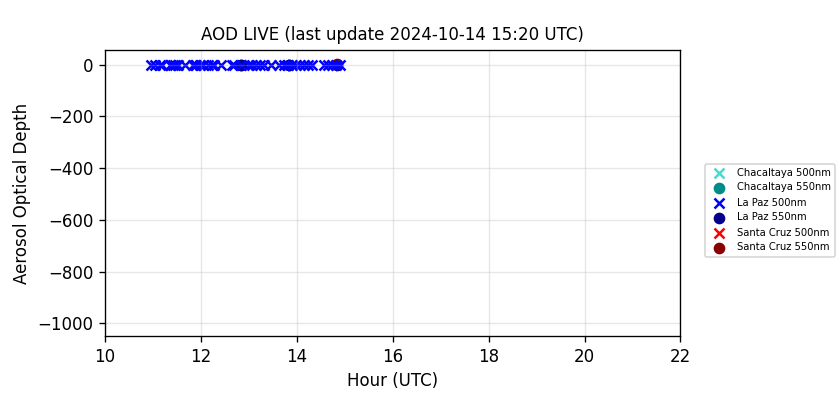 AOD LIVE (last update 2024-10-14 15:20 UTC)
Aerosol Optical Depth
0
−200
−400
−600
−800
−1000
10 12 14 16 18 20 22
Hour (UTC)
Chacaltaya 500nm
Chacaltaya 550nm
La Paz 500nm
La Paz 550nm
Santa Cruz 500nm
Santa Cruz 550nm